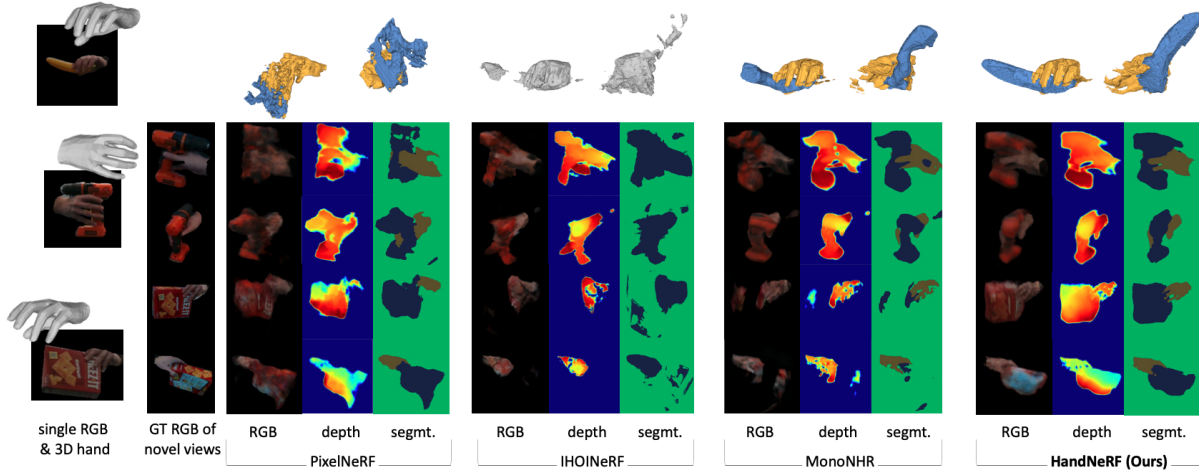 single RGB
& 3D hand
GT RGB of
novel views
RGB depth segmt.
PixelNeRF
RGB depth segmt.
IHOINeRF
RGB depth segmt.
MonoNHR
RGB depth segmt.
HandNeRF (Ours)